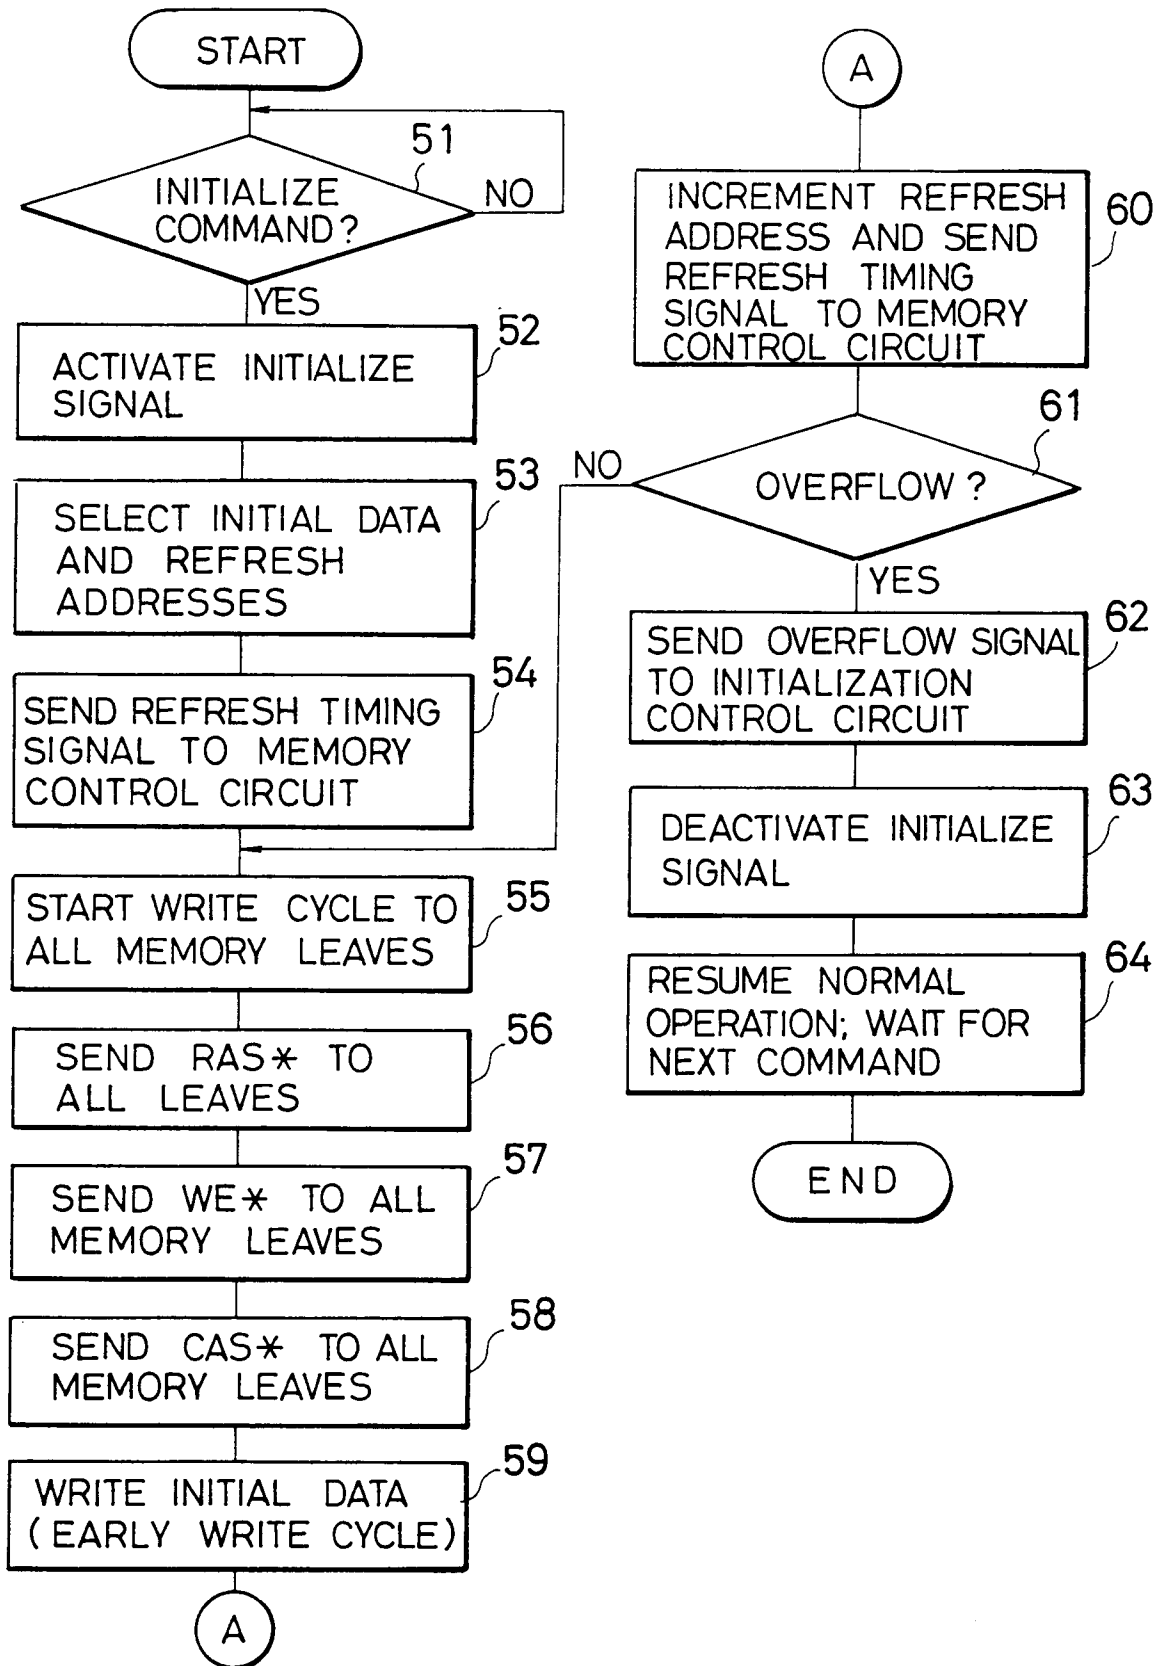 START
51
INITIALIZE
COMMAND?
NO
YES
52
ACTIVATE INITIALIZE
SIGNAL
53
SELECT INITIAL DATA
AND REFRESH
ADDRESSES
54
SEND REFRESH TIMING
SIGNAL TO MEMORY
CONTROL CIRCUIT
55
START WRITE CYCLE TO
ALL MEMORY LEAVES
56
SEND RAS* TO
ALL LEAVES
57
SEND WE* TO ALL
MEMORY LEAVES
58
SEND CAS* TO ALL
MEMORY LEAVES
59
WRITE INITIAL DATA
(EARLY WRITE CYCLE)
A
A
60
INCREMENT REFRESH
ADDRESS AND SEND
REFRESH TIMING
SIGNAL TO MEMORY
CONTROL CIRCUIT
61
NO
OVERFLOW?
YES
62
SEND OVERFLOW SIGNAL
TO INITIALIZATION
CONTROL CIRCUIT
63
DEACTIVATE INITIALIZE
SIGNAL
64
RESUME NORMAL
OPERATION; WAIT FOR
NEXT COMMAND
END